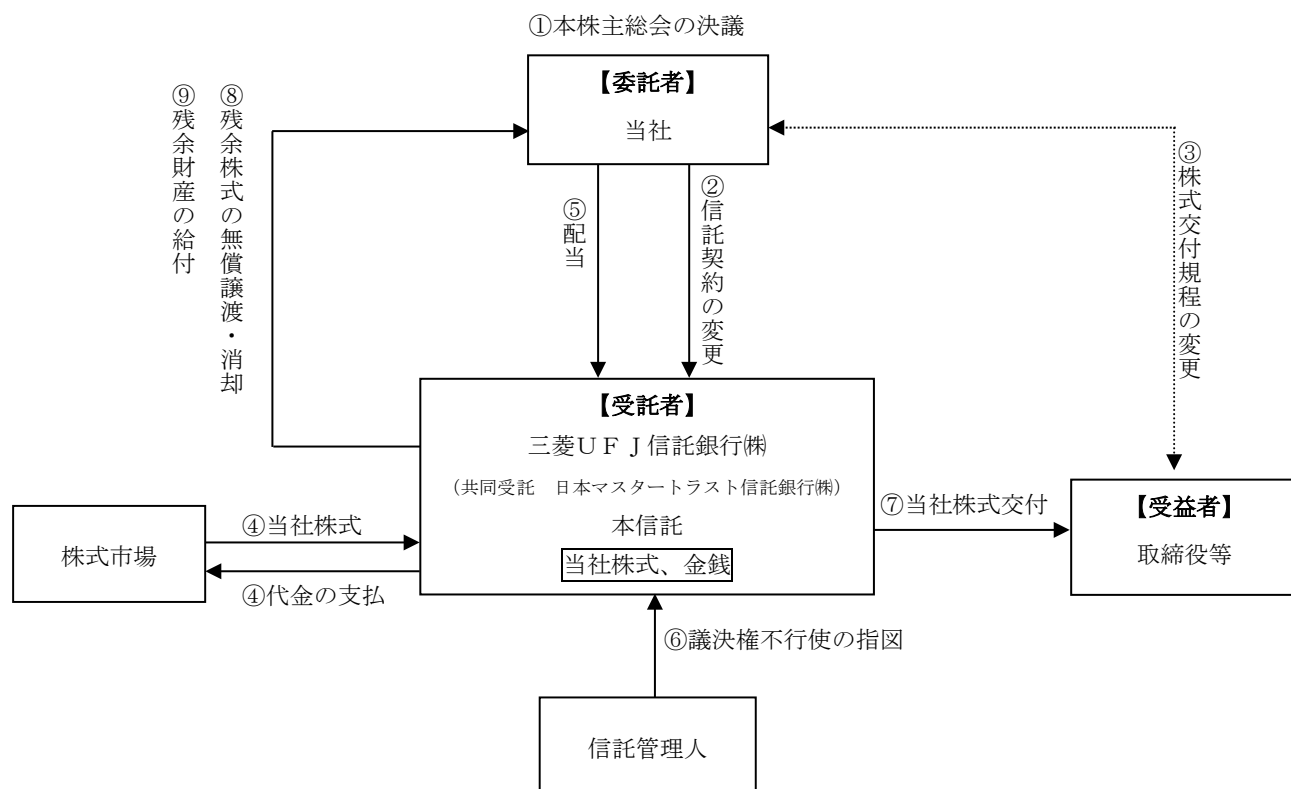 ①本株主総会の決議
【委託者】
当社
⑨残余財産の給付
⑧残余株式の無償譲渡・消却
⑤配当
②信託契約の変更
③株式交付規程の変更
【受託者】
三菱UFJ信託銀行㈱
(共同受託　日本マスタートラスト信託銀行㈱)
本信託
当社株式、金銭
株式市場
④当社株式
④代金の支払
⑦当社株式交付
【受益者】
取締役等
⑥議決権不行使の指図
信託管理人